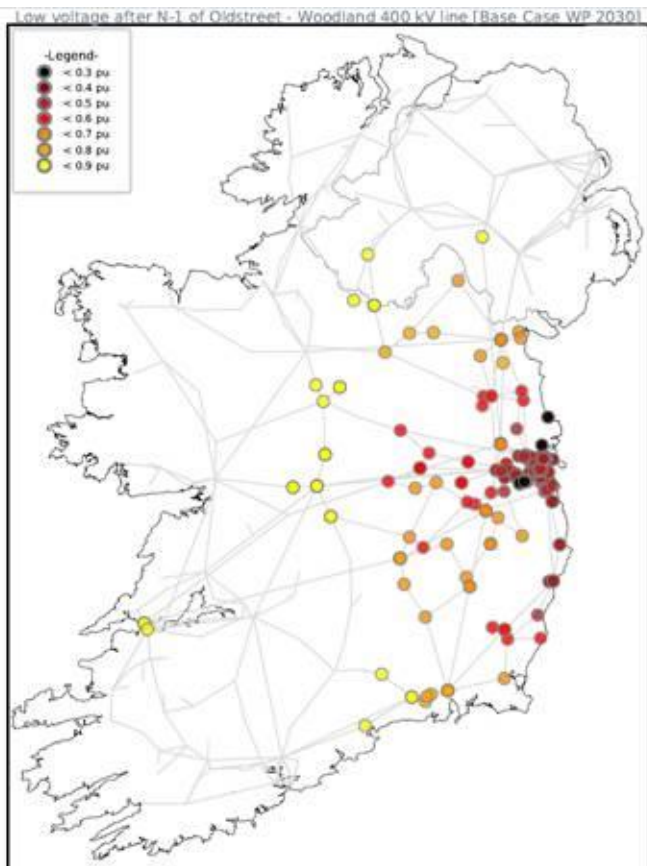 Low voltage after N-1 of Oldstreet - Woodland 400 kV line [Base Case WP 2030]
-Legend-
< 0.3 pu
< 0.4 pu
< 0.5 pu
< 0.6 pu
< 0.7 pu
< 0.8 pu
< 0.9 pu